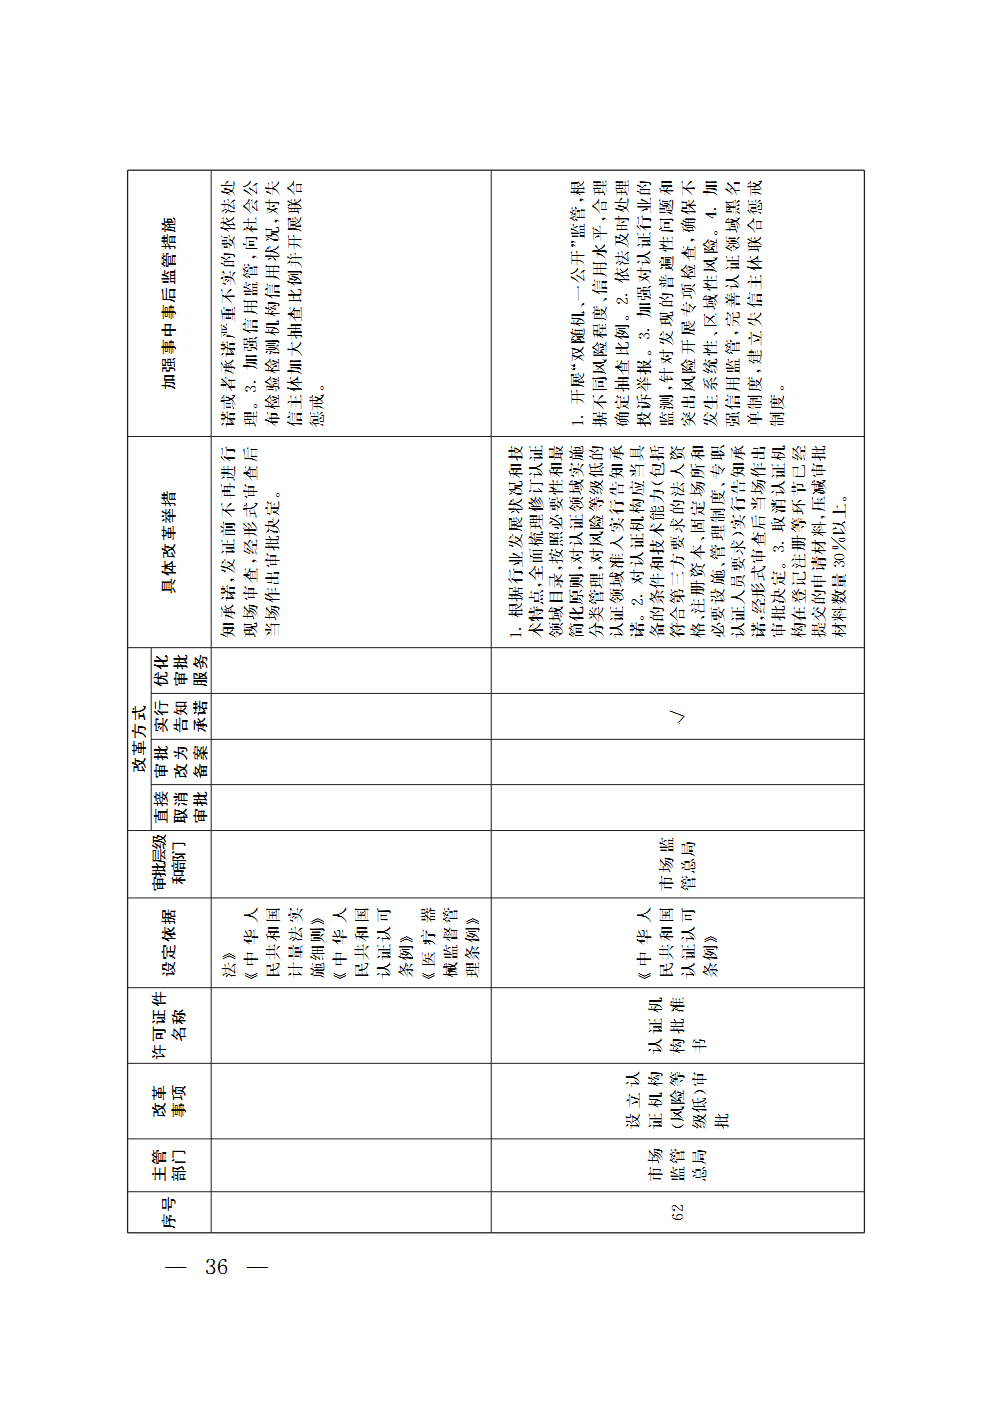 序号
主管
部门
改革
事项
许可证件
名称
设定依据
审批层级
和部门
改革方式
直接
取消
审批
审批
改为
备案
实行
告知
承诺
优化
审批
服务
具体改革举措
加强事中事后监管措施
法》
《中华人
民共和国
计量法实
施细则》
《中华人
民共和国
认证认可
条例》
《医疗器
械监督管
理条例》
知承诺,发证前不再进行
现场审查,经形式审查后
当场作出审批决定。
诺或者承诺严重不实的要依法处
理。3. 加强信用监管,向社会公
布检验检测机构信用状况,对失
信主体加大抽查比例并开展联合
惩戒。
62
市场
监管
总局
设立认
证机构
(风险等
级低)审
批
认证机
构批准
书
《中华人
民共和国
认证认可
条例》
市场监
管总局
√
1. 根据行业发展状况和技
术特点,全面梳理修订认证
领域目录,按照必要性和最
简化原则,对认证领域实施
分类管理,对风险等级低的
认证领域准入实行告知承
诺。2. 对认证机构应当具
备的条件和技术能力(包括
符合第三方要求的法人资
格、注册资本、固定场所和
必要设施、管理制度、专职
认证人员要求)实行告知承
诺,经形式审查后当场作出
审批决定。3. 取消认证机
构在登记注册等环节已经
提交的申请材料,压减审批
材料数量30%以上。
1. 开展“双随机、一公开”监管,根
据不同风险程度、信用水平,合理
确定抽查比例。2. 依法及时处理
投诉举报。3. 加强对认证行业的
监测,针对发现的普遍性问题和
突出风险开展专项检查,确保不
发生系统性、区域性风险。4. 加
强信用监管,完善认证领域黑名
单制度,建立失信主体联合惩戒
制度。
— 36 —